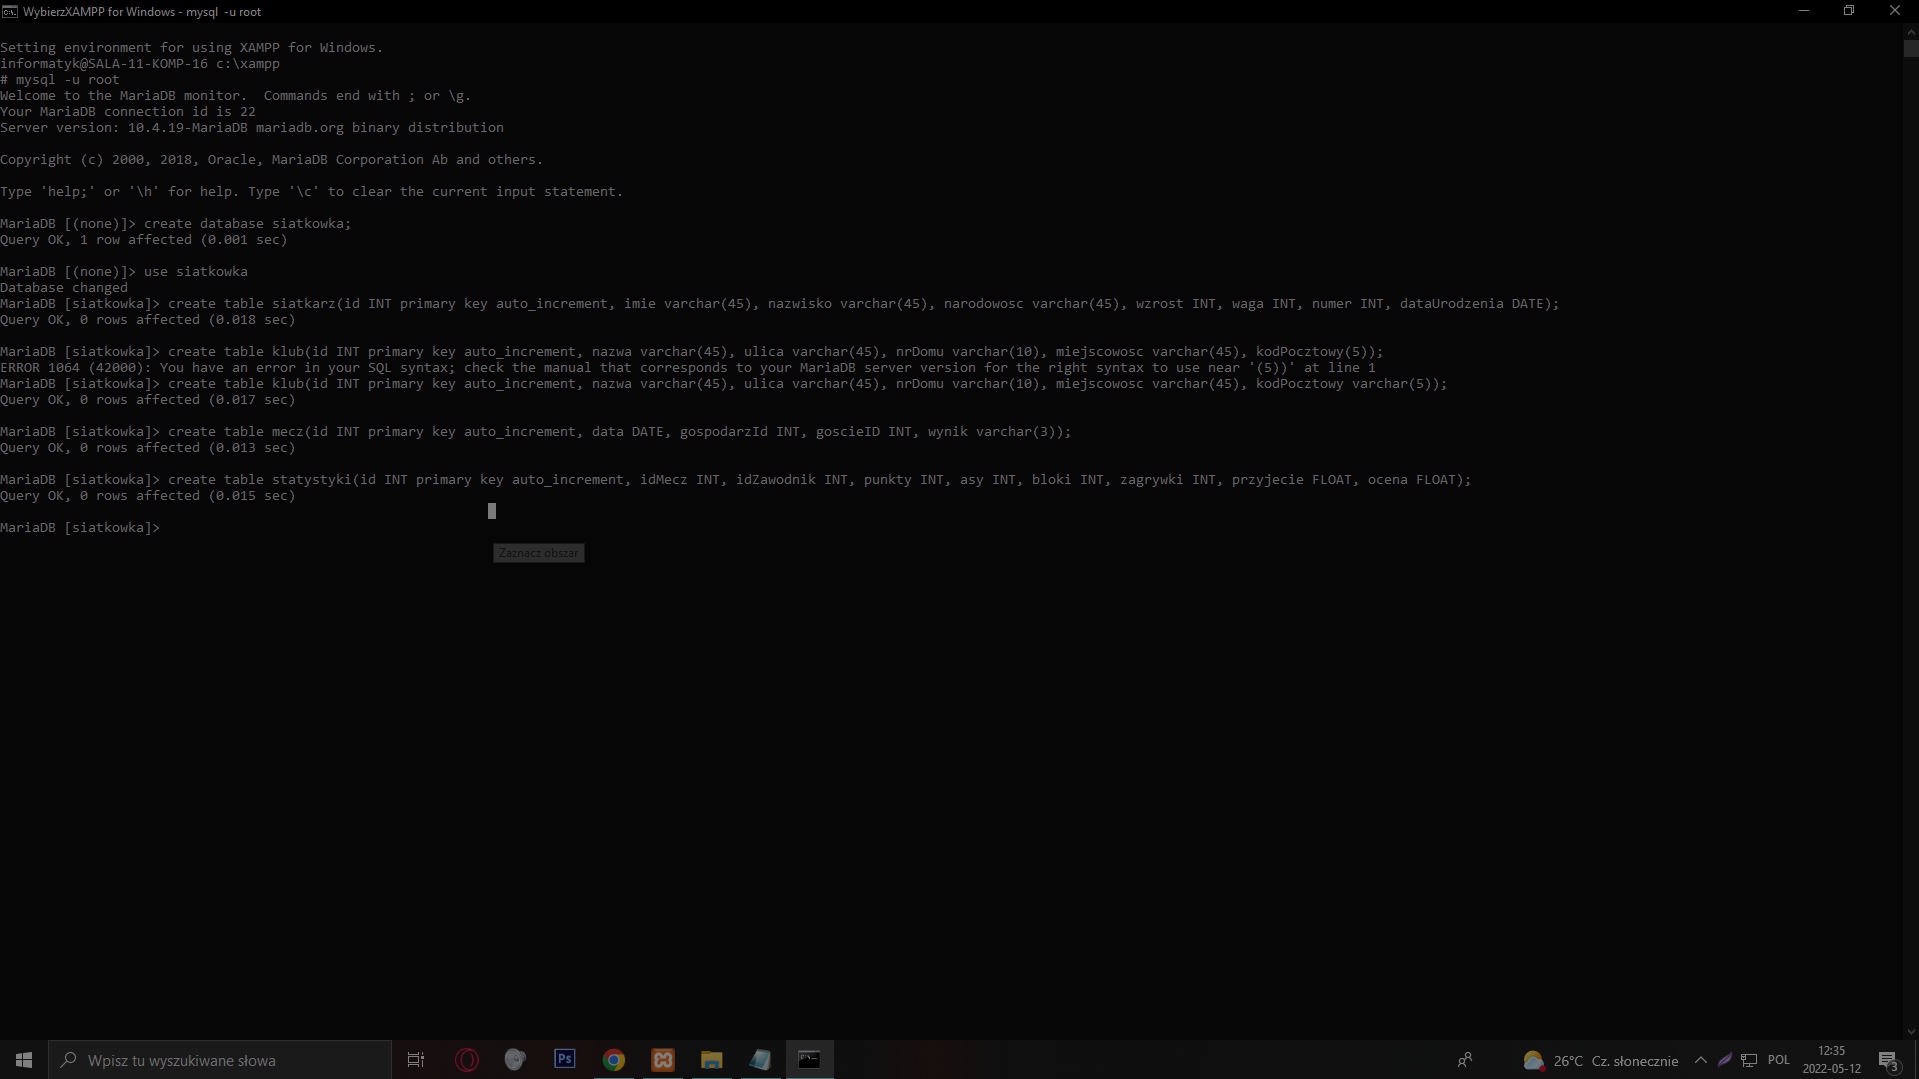 WybierzXAMPP for Windows - mysql  -u root
Setting environment for using XAMPP for Windows.
informatyk@SALA-11-KOMP-16 c:\xampp
# mysql -u root
Welcome to the MariaDB monitor.  Commands end with ; or \g.
Your MariaDB connection id is 22
Server version: 10.4.19-MariaDB mariadb.org binary distribution
Copyright (c) 2000, 2018, Oracle, MariaDB Corporation Ab and others.
Type 'help;' or '\h' for help. Type '\c' to clear the current input statement.
MariaDB [(none)]> create database siatkowka;
Query OK, 1 row affected (0.001 sec)
MariaDB [(none)]> use siatkowka
Database changed
MariaDB [siatkowka]> create table siatkarz(id INT primary key auto_increment, imie varchar(45), nazwisko varchar(45), narodowosc varchar(45), wzrost INT, waga INT, numer INT, dataUrodzenia DATE);
Query OK, 0 rows affected (0.018 sec)
MariaDB [siatkowka]> create table klub(id INT primary key auto_increment, nazwa varchar(45), ulica varchar(45), nrDomu varchar(10), miejscowosc varchar(45), kodPocztowy(5));
ERROR 1064 (42000): You have an error in your SQL syntax; check the manual that corresponds to your MariaDB server version for the right syntax to use near '(5))' at line 1
MariaDB [siatkowka]> create table klub(id INT primary key auto_increment, nazwa varchar(45), ulica varchar(45), nrDomu varchar(10), miejscowosc varchar(45), kodPocztowy varchar(5));
Query OK, 0 rows affected (0.017 sec)
MariaDB [siatkowka]> create table mecz(id INT primary key auto_increment, data DATE, gospodarzId INT, goscieID INT, wynik varchar(3));
Query OK, 0 rows affected (0.013 sec)
MariaDB [siatkowka]> create table statystyki(id INT primary key auto_increment, idMecz INT, idZawodnik INT, punkty INT, asy INT, bloki INT, zagrywki INT, przyjecie FLOAT, ocena FLOAT);
Query OK, 0 rows affected (0.015 sec)
MariaDB [siatkowka]>
Zaznacz obszar
Wpisz tu wyszukiwane słowa
Ps
26°C  Cz. słonecznie
POL
12:35
2022-05-12
3